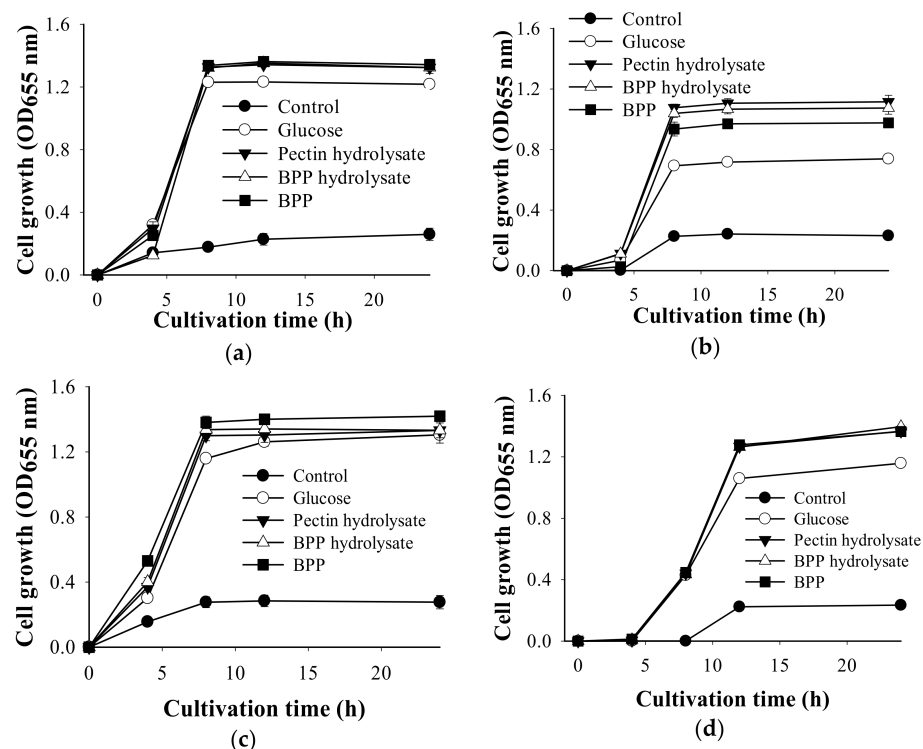 1.6
1.2
0.8
0.4
0.0
Cell growth (OD655 nm)
Control
Glucose
Pectin hydrolysate
BPP hydrolysate
BPP
0 5 10 15 20
Cultivation time (h)
(a)
1.6
1.2
0.8
0.4
0.0
Cell growth (OD655 nm)
Control
Glucose
Pectin hydrolysate
BPP hydrolysate
BPP
0 5 10 15 20
Cultivation time (h)
(b)
1.6
1.2
0.8
0.4
0.0
Cell growth (OD655 nm)
Control
Glucose
Pectin hydrolysate
BPP hydrolysate
BPP
0 5 10 15 20
Cultivation time (h)
(c)
1.6
1.2
0.8
0.4
0.0
Cell growth (OD655 nm)
Control
Glucose
Pectin hydrolysate
BPP hydrolysate
BPP
0 5 10 15 20
Cultivation time (h)
(d)